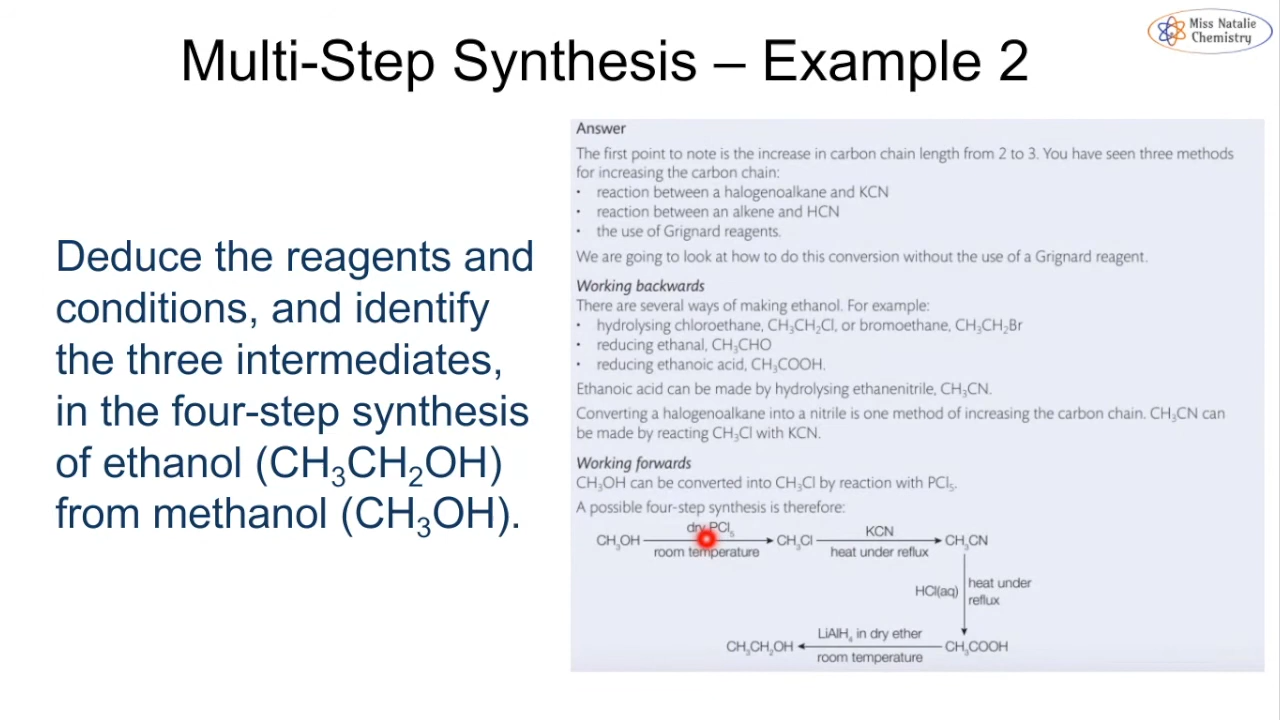 Multi-Step Synthesis – Example 2
Miss Natalie
Chemistry
Deduce the reagents and
conditions, and identify
the three intermediates,
in the four-step synthesis
of ethanol (CH₃CH₂OH)
from methanol (CH₃OH).
Answer
The first point to note is the increase in carbon chain length from 2 to 3. You have seen three methods
for increasing the carbon chain:
• reaction between a halogenoalkane and KCN
• reaction between an alkene and HCN
• the use of Grignard reagents.
We are going to look at how to do this conversion without the use of a Grignard reagent.
Working backwards
There are several ways of making ethanol. For example:
• hydrolysing chloroethane, CH₃CH₂Cl, or bromoethane, CH₃CH₂Br
• reducing ethanal, CH₃CHO
• reducing ethanoic acid, CH₃COOH.
Ethanoic acid can be made by hydrolysing ethanenitrile, CH₃CN.
Converting a halogenoalkane into a nitrile is one method of increasing the carbon chain. CH₃CN can
be made by reacting CH₃Cl with KCN.
Working forwards
CH₃OH can be converted into CH₃Cl by reaction with PCl₅.
A possible four-step synthesis is therefore:
dry PCl₅ KCN
CH₃OH CH₃Cl CH₃CN
room temperature heat under reflux
HCl(aq) heat under
reflux
LiAlH₄ in dry ether
CH₃CH₂OH CH₃COOH
room temperature